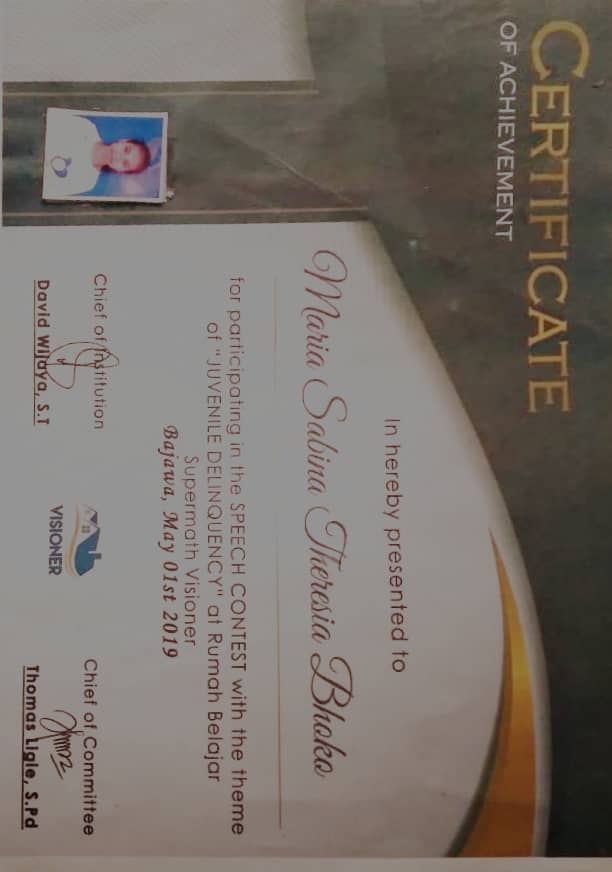 CERTIFICATE
OF ACHIEVEMENT
In hereby presented to
Maria Sabina Theresia Bhoko
for participating in the SPEECH CONTEST with the theme
of "JUVENILE DELINQUENCY" at Rumah Belajar
Supermath Visioner
Bajawa, May 01st 2019
Chief of Institution
David Wijaya, S.T
VISIONER
Chief of Committee
Thomas Ligle, S.Pd